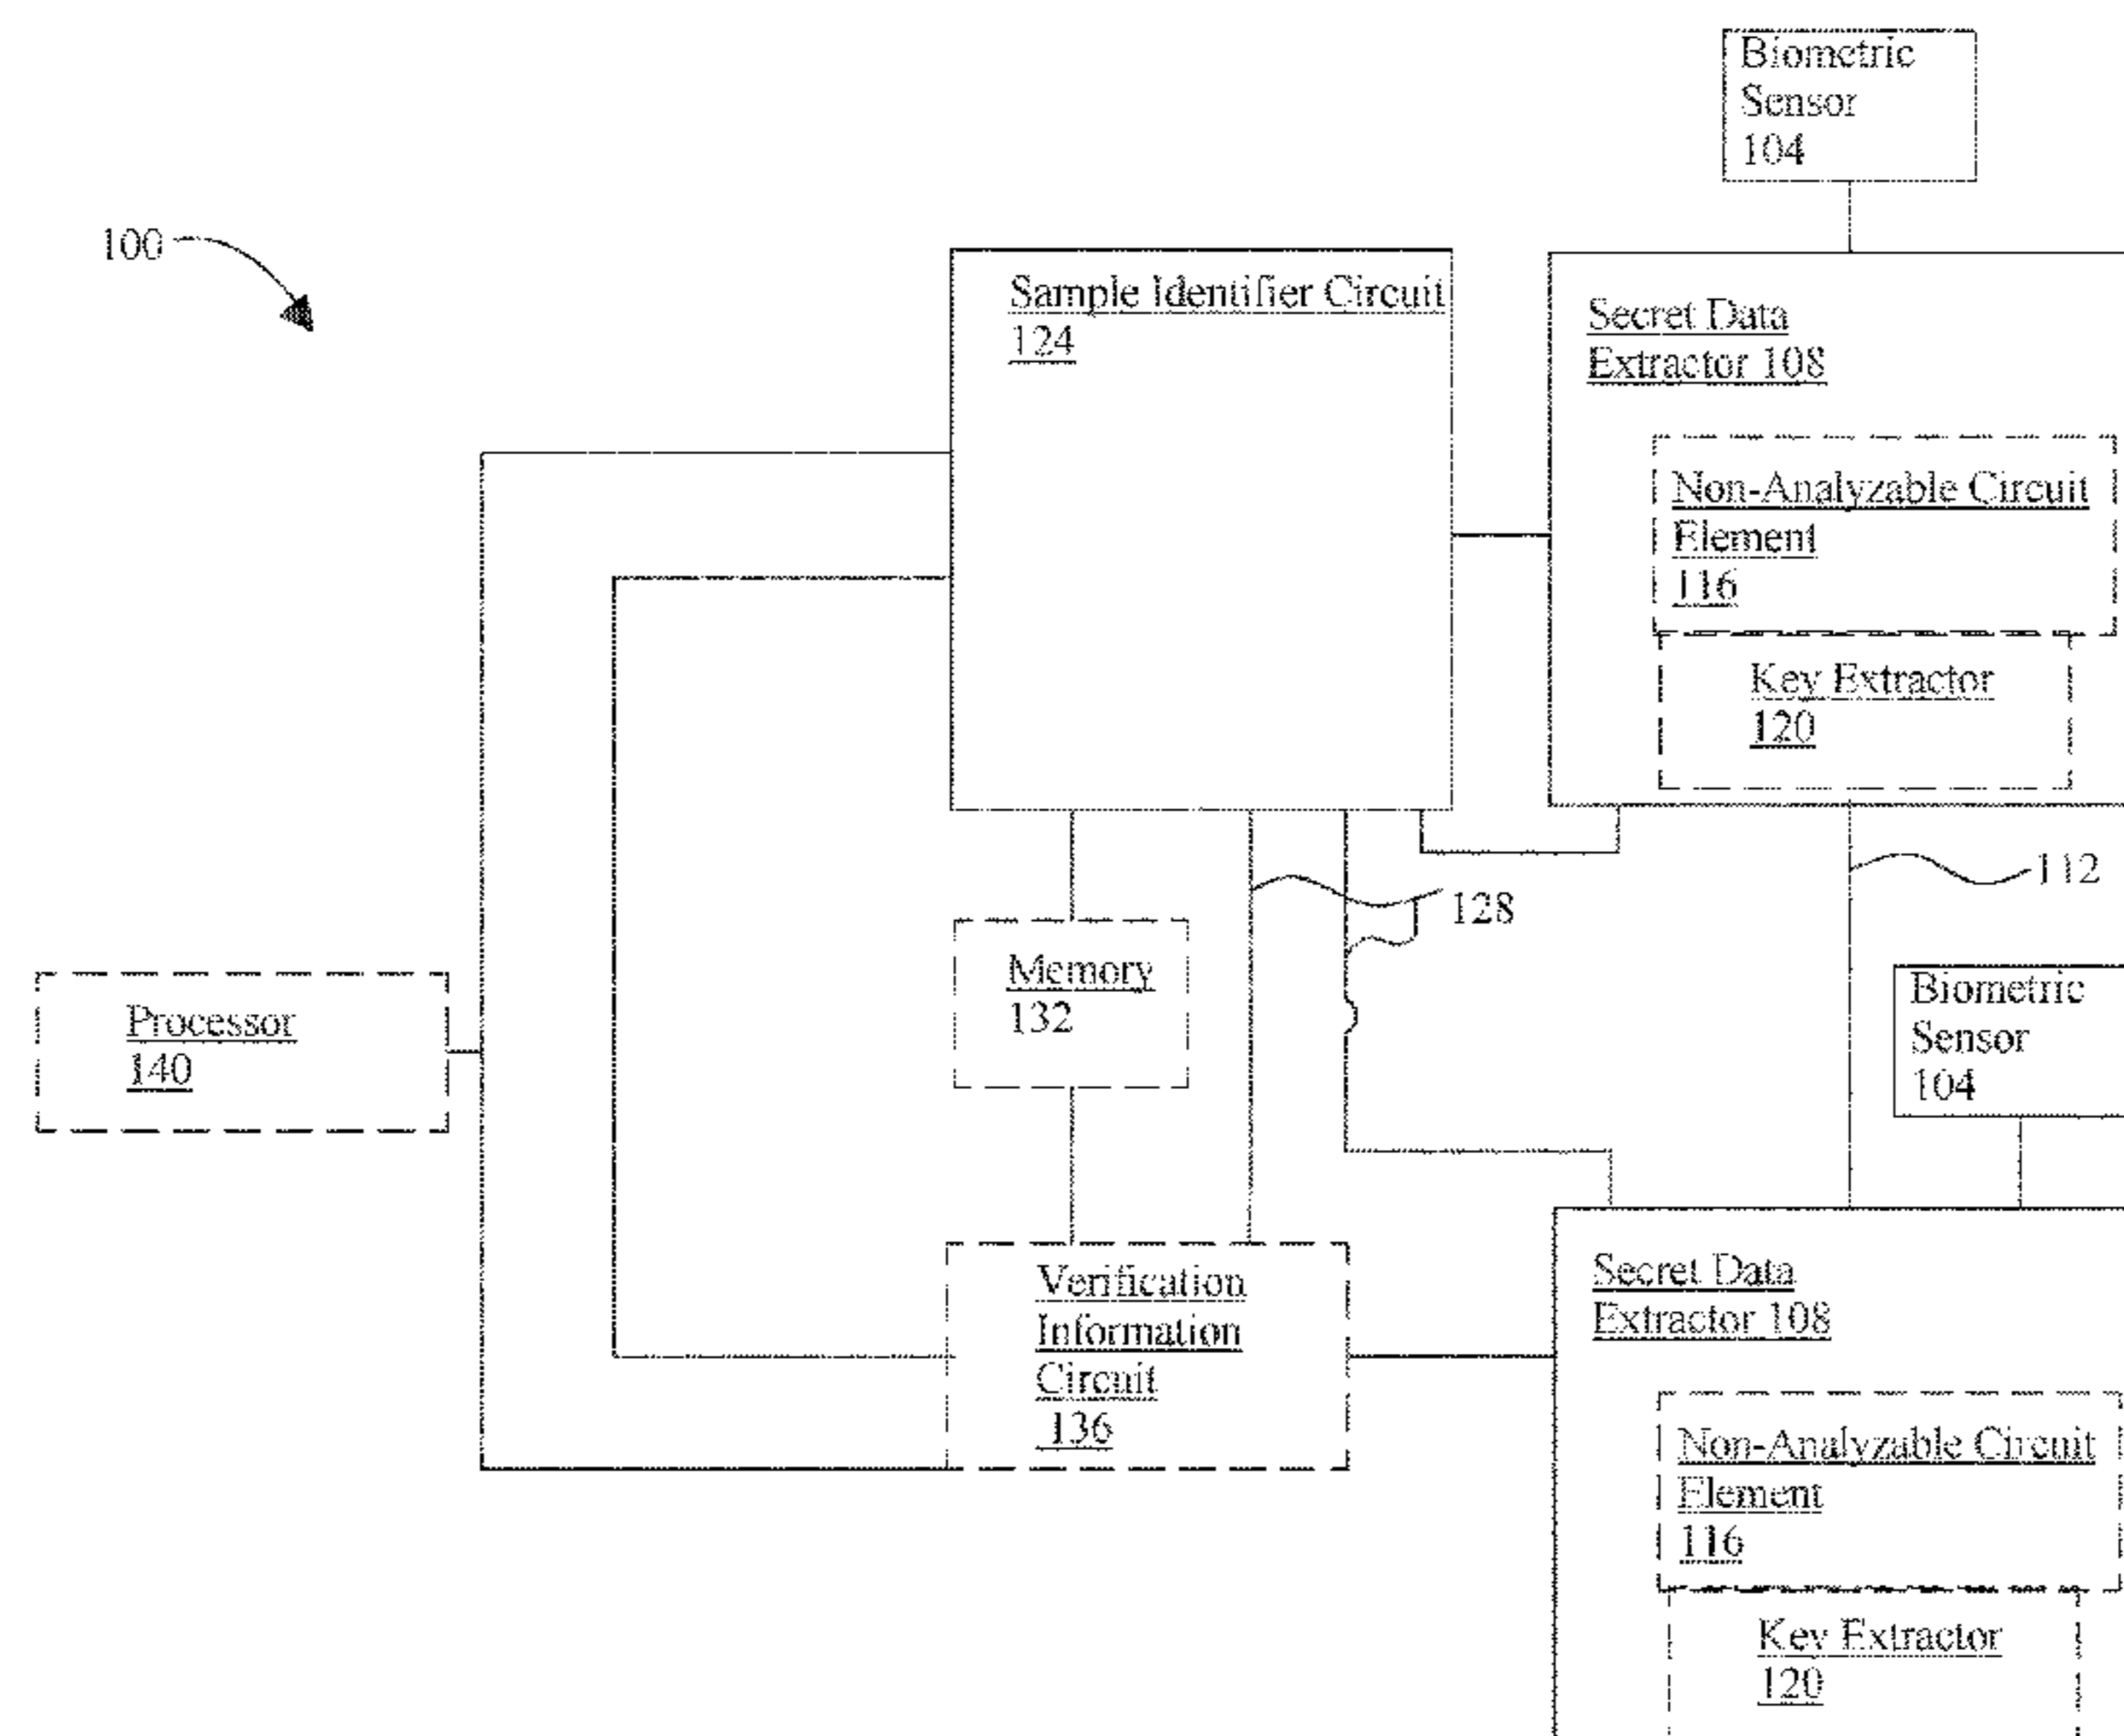 Biometric
Sensor
104
100
Sample Identifier Circuit
124
Secret Data
Extractor 108
Non-Analyzable Circuit
Element
116
Key Extractor
120
112
128
Memory
132
Biometric
Sensor
104
Processor
140
Verification
Information
Circuit
136
Secret Data
Extractor 108
Non-Analyzable Circuit
Element
116
Key Extractor
120